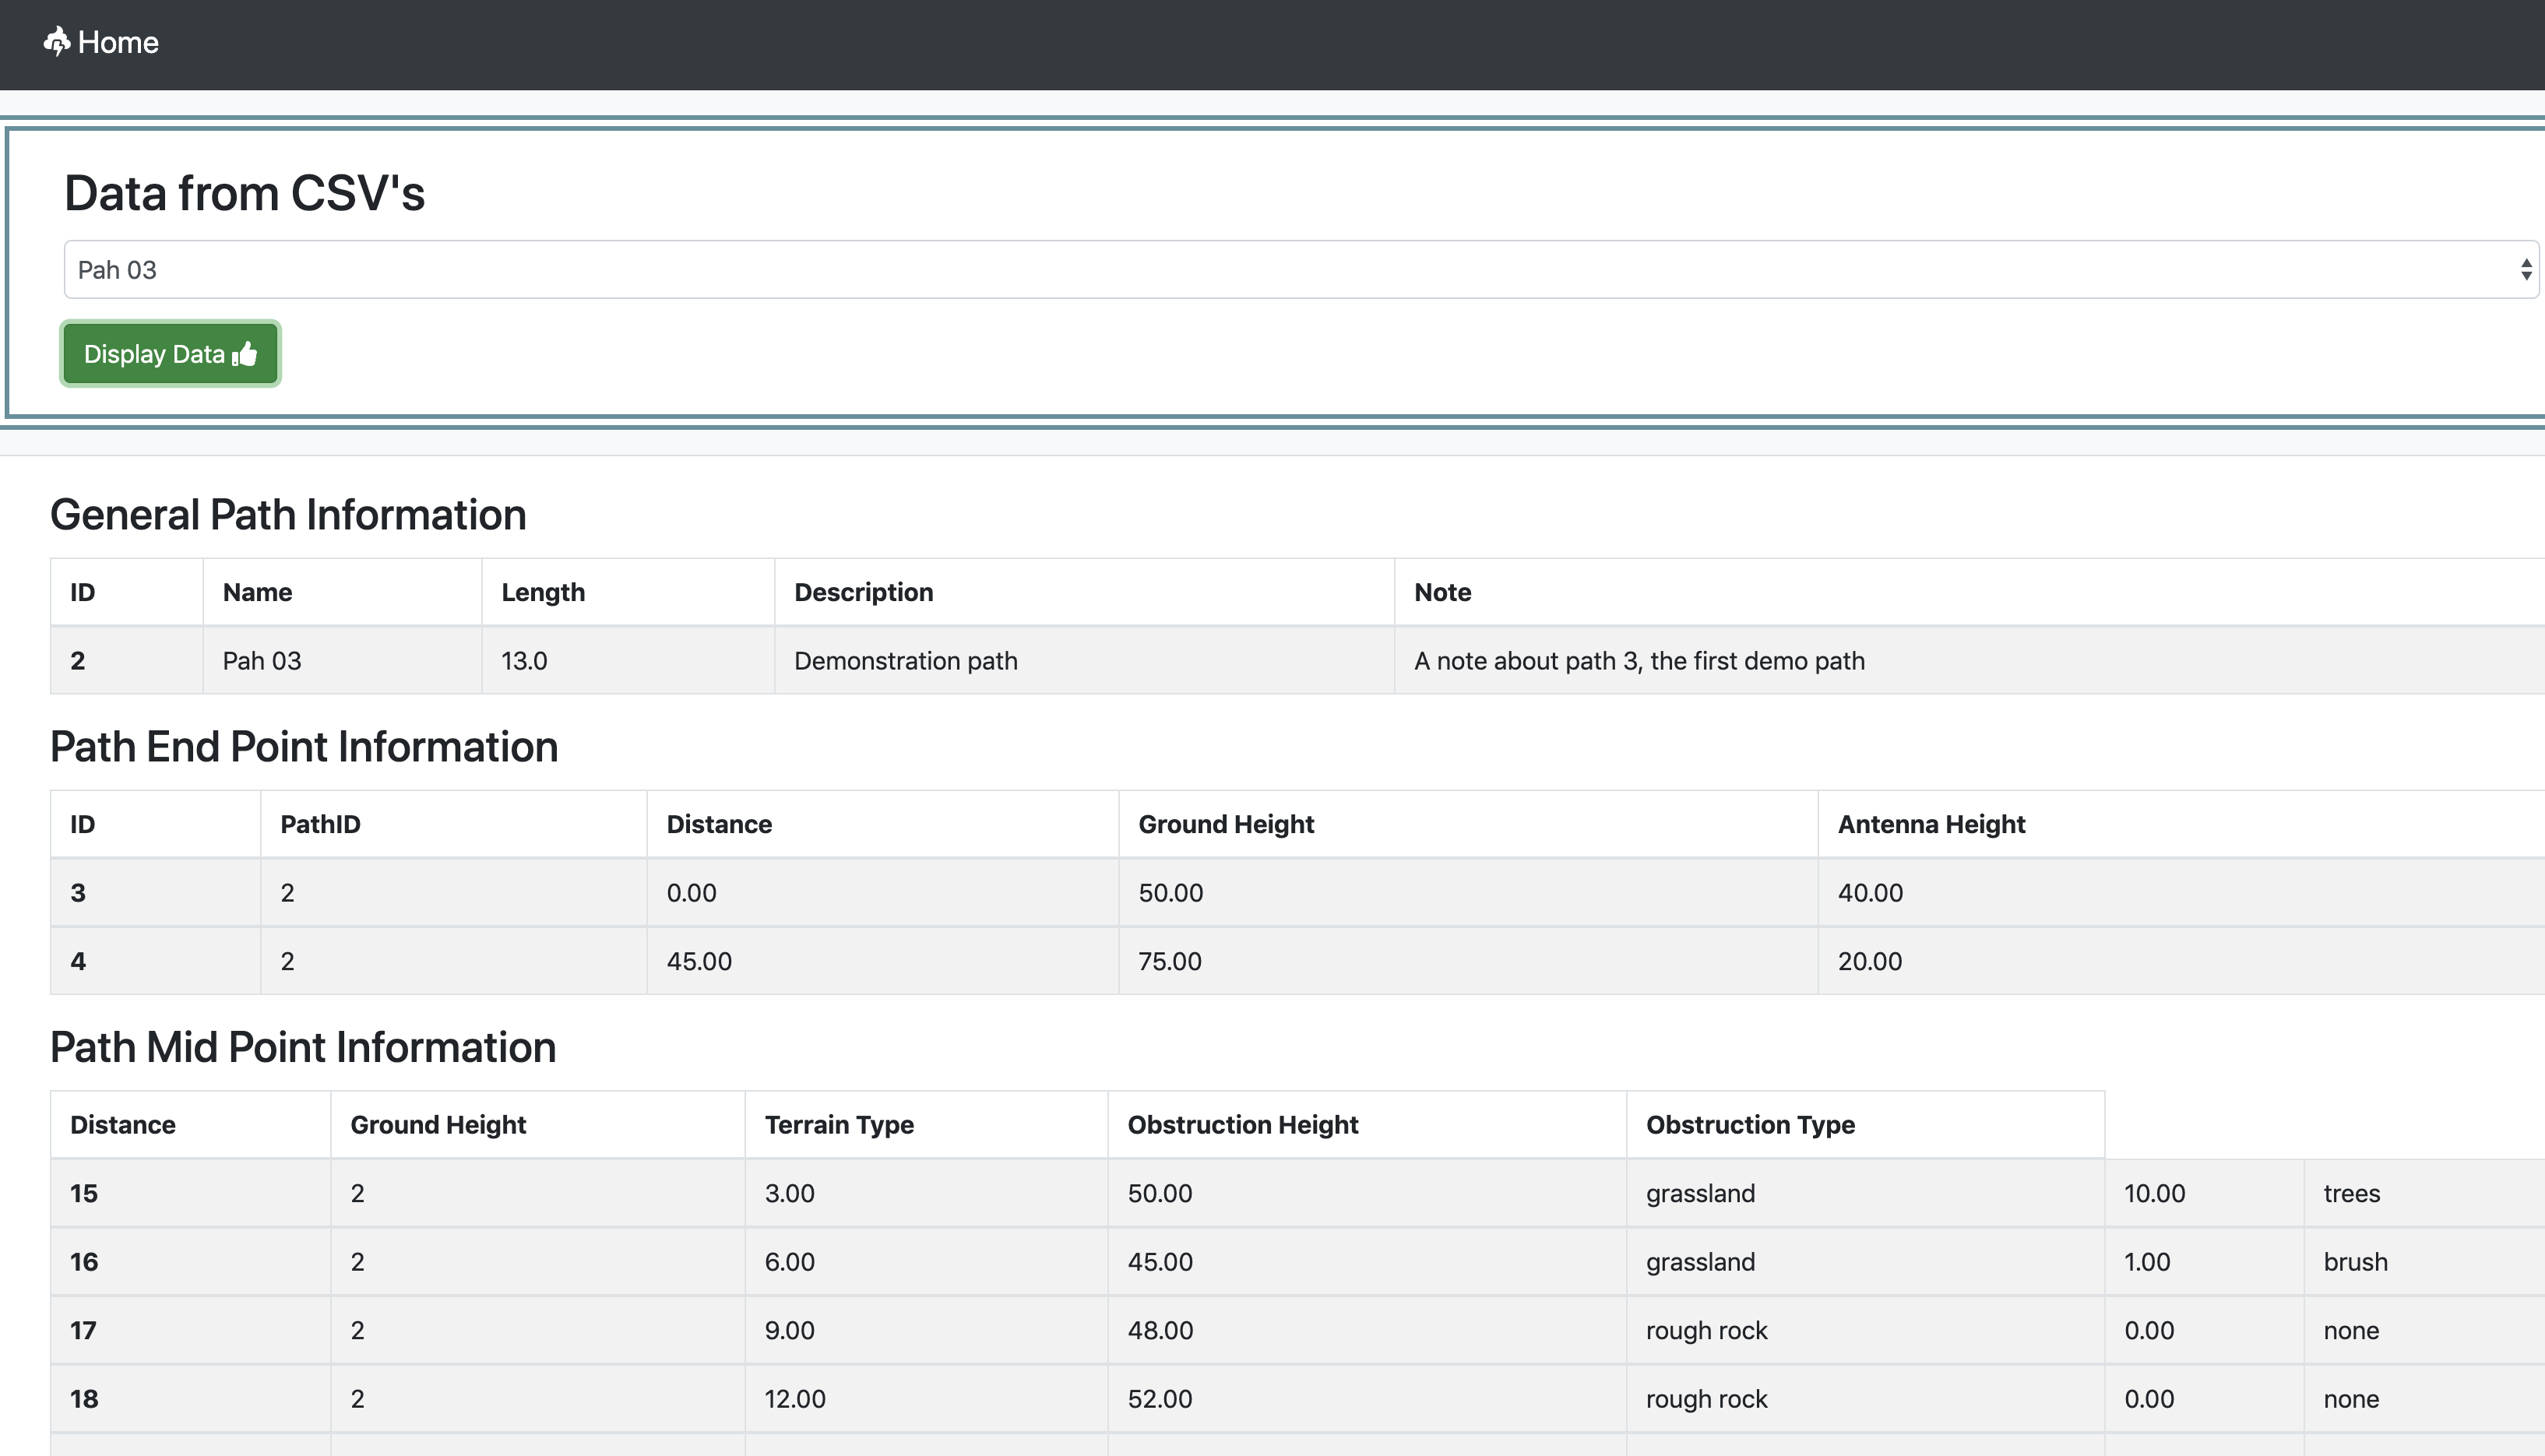 Home
Data from CSV's
Pah 03
Display Data
General Path Information
ID Name Length Description Note
2 Pah 03 13.0 Demonstration path A note about path 3, the first demo path
Path End Point Information
ID PathID Distance Ground Height Antenna Height
3 2 0.00 50.00 40.00
4 2 45.00 75.00 20.00
Path Mid Point Information
Distance Ground Height Terrain Type Obstruction Height Obstruction Type
15 2 3.00 50.00 grassland 10.00 trees
16 2 6.00 45.00 grassland 1.00 brush
17 2 9.00 48.00 rough rock 0.00 none
18 2 12.00 52.00 rough rock 0.00 none